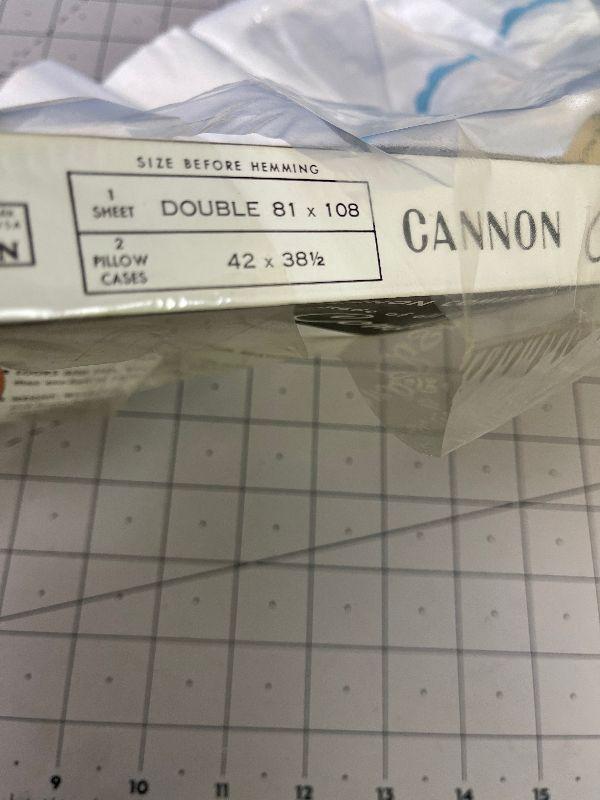 SIZE BEFORE HEMMING
1
SHEET
DOUBLE 81 x 108
2
PILLOW
CASES
42 x 38½
CANNON
9 10 11 12 13 14 15